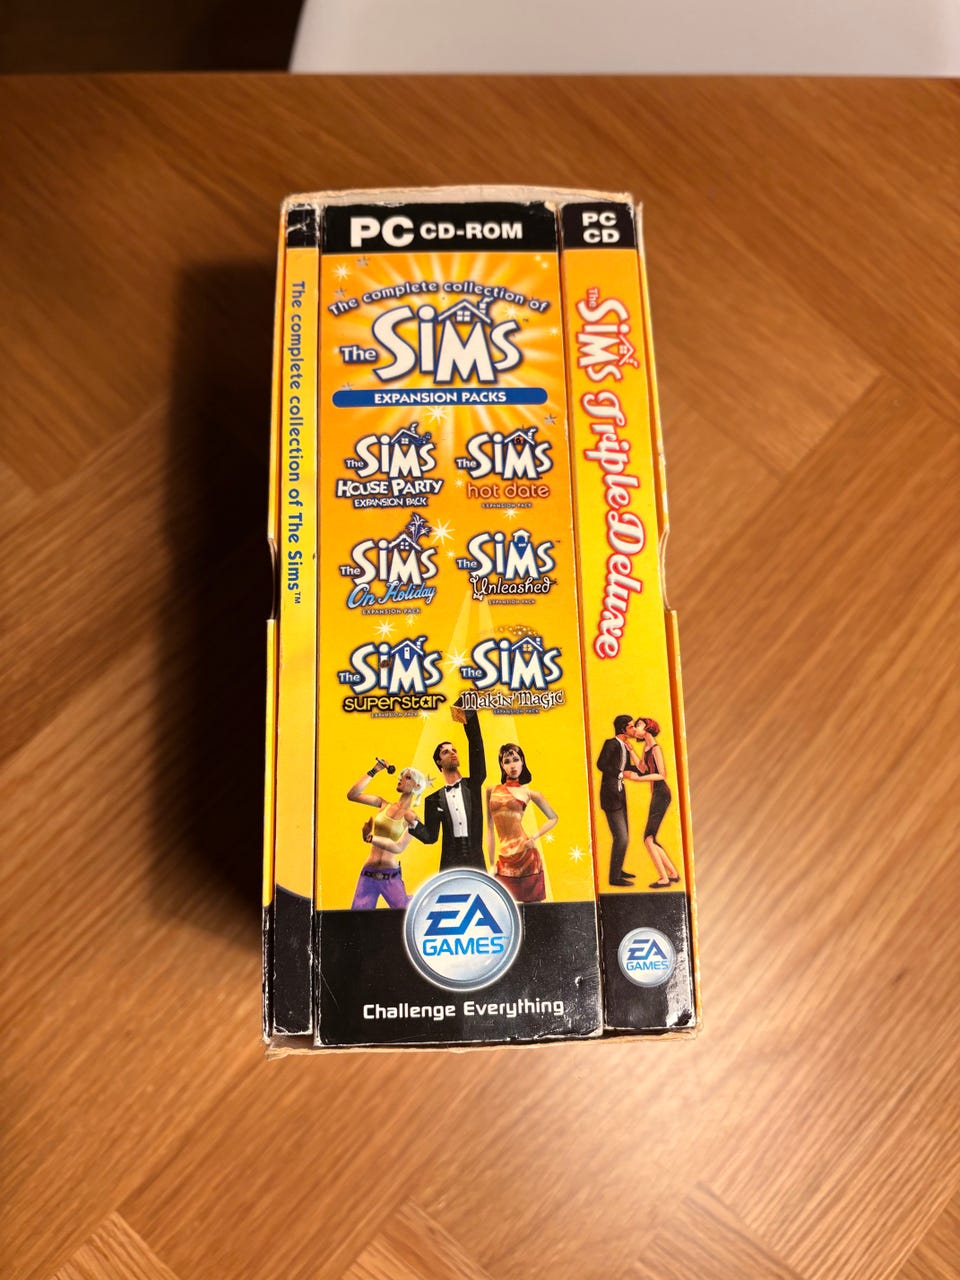 The complete collection of The Sims™
PC CD-ROM
The complete collection of
The Sims™
EXPANSION PACKS
The Sims
House Party
EXPANSION PACK
The Sims
hot date
EXPANSION PACK
The Sims
On Holiday
EXPANSION PACK
The Sims
Unleashed
EXPANSION PACK
The Sims
superstar
EXPANSION PACK
The Sims
Makin' Magic
EXPANSION PACK
EA
GAMES™
Challenge Everything
PC
CD
The Sims Triple Deluxe
EA
GAMES